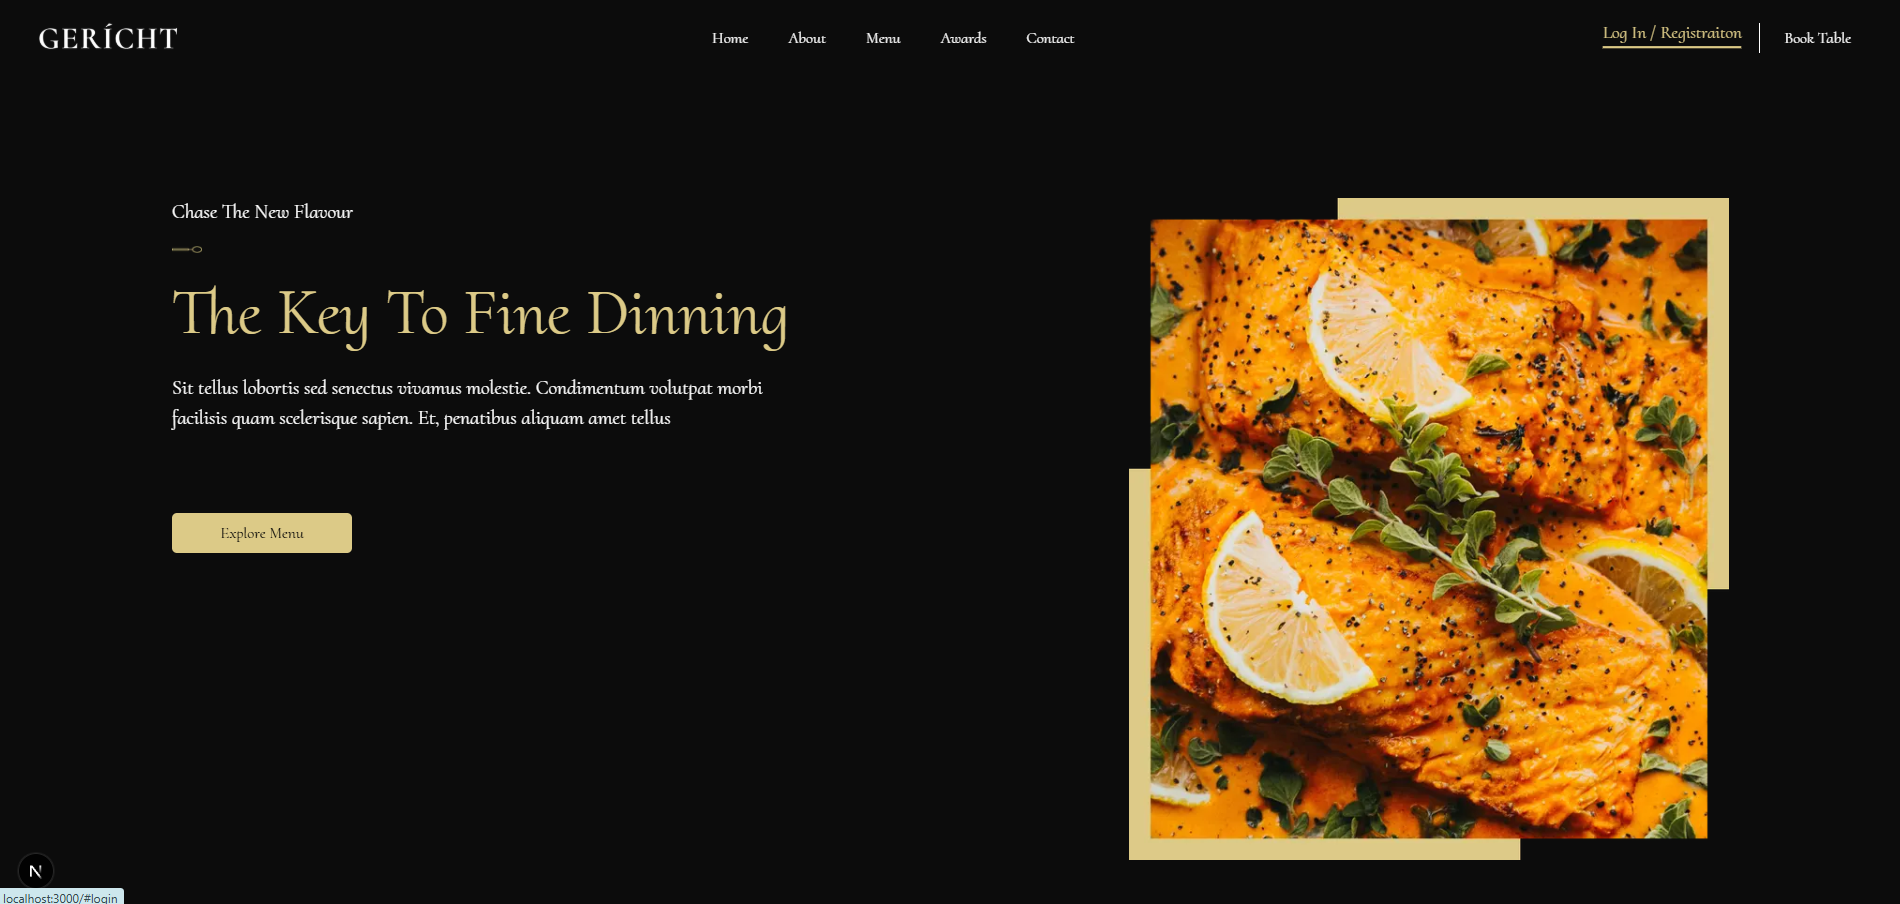 GERÍCHT
Home About Menu Awards Contact
Log In / Registraiton
Book Table
Chase The New Flavour
The Key To Fine Dinning
Sit tellus lobortis sed senectus vivamus molestie. Condimentum volutpat morbi
facilisis quam scelerisque sapien. Et, penatibus aliquam amet tellus
Explore Menu
N
localhost:3000/#login